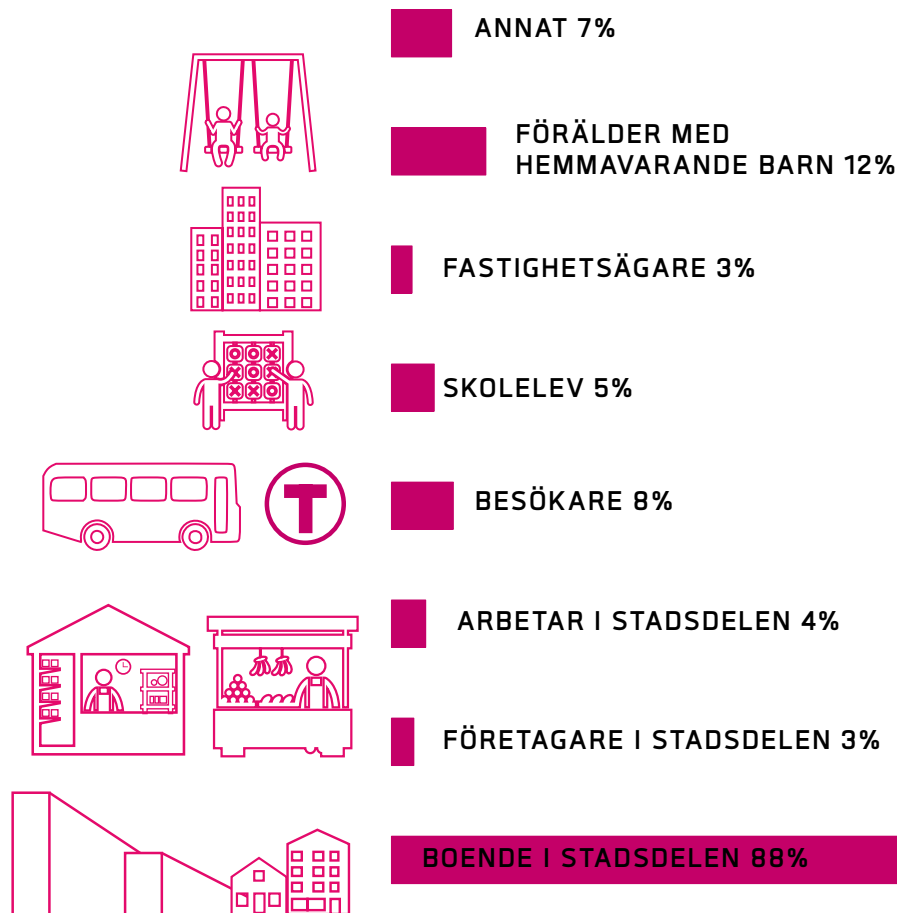 ANNAT 7%
FÖRÄLDER MED
HEMMAVARANDE BARN 12%
FASTIGHETSÄGARE 3%
SKOLELEV 5%
BESÖKARE 8%
T
ARBETAR I STADSDELEN 4%
FÖRETAGARE I STADSDELEN 3%
BOENDE I STADSDELEN 88%